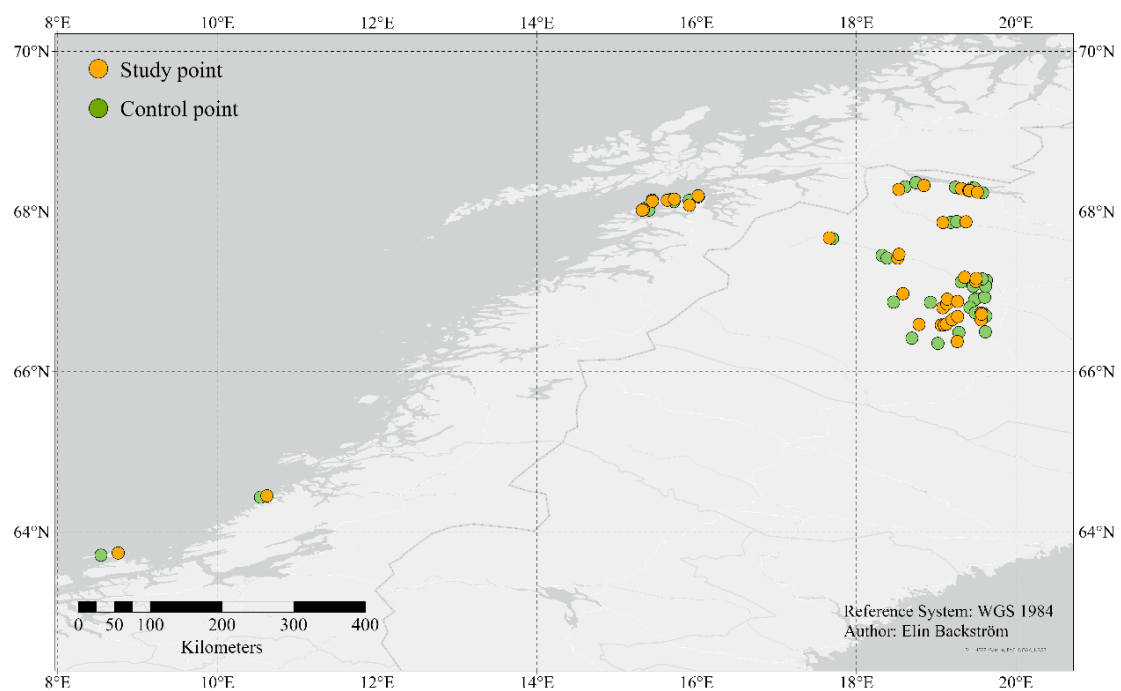 8°E 10°E 12°E 14°E 16°E 18°E 20°E
70°N 70°N
Study point
Control point
68°N 68°N
66°N 66°N
64°N 64°N
0 50 100 200 300 400
Kilometers
Reference System: WGS 1984
Author: Elin Backström
8°E 10°E 12°E 14°E 16°E 18°E 20°E